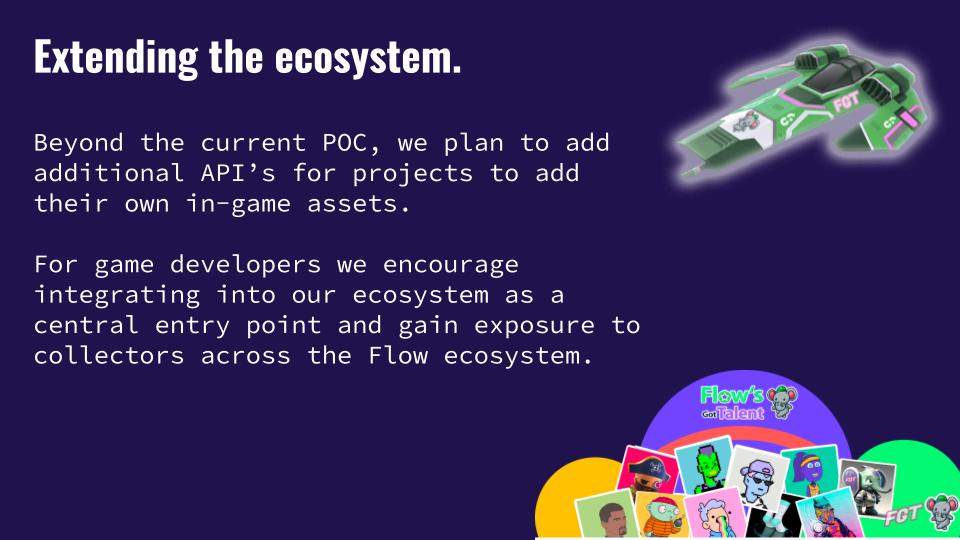 Extending the ecosystem.
FGT
Beyond the current POC, we plan to add
additional API’s for projects to add
their own in-game assets.
For game developers we encourage
integrating into our ecosystem as a
central entry point and gain exposure to
collectors across the Flow ecosystem.
Flow's
Got Talent
FGT
FGT